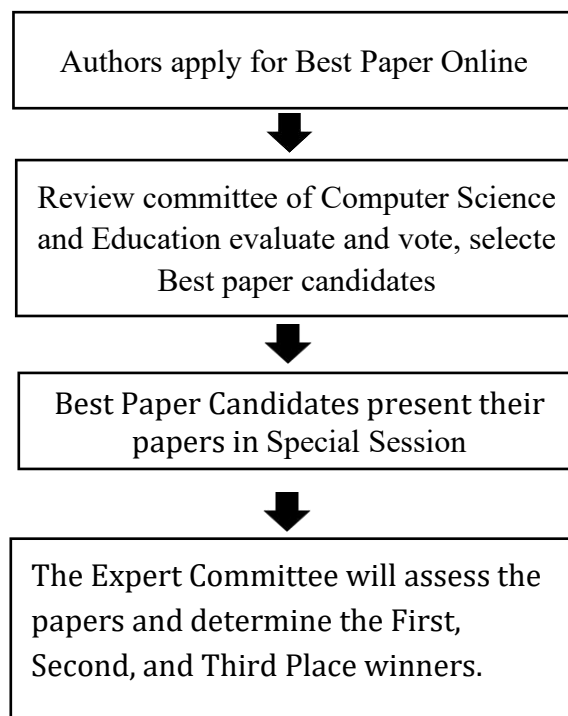 Authors apply for Best Paper Online
Review committee of Computer Science
and Education evaluate and vote, selecte
Best paper candidates
Best Paper Candidates present their
papers in Special Session
The Expert Committee will assess the
papers and determine the First,
Second, and Third Place winners.